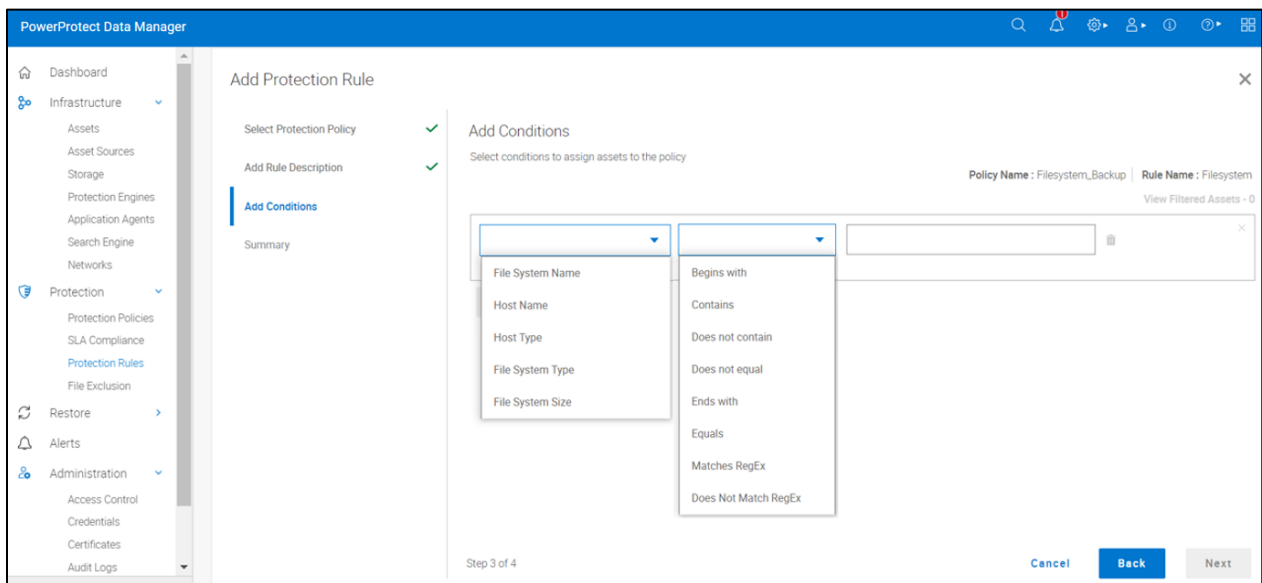 PowerProtect Data Manager
1
Dashboard
Infrastructure
Assets
Asset Sources
Storage
Protection Engines
Application Agents
Search Engine
Networks
Protection
Protection Policies
SLA Compliance
Protection Rules
File Exclusion
Restore
Alerts
Administration
Access Control
Credentials
Certificates
Audit Logs
Add Protection Rule
Select Protection Policy
Add Rule Description
Add Conditions
Summary
Add Conditions
Select conditions to assign assets to the policy
Policy Name : Filesystem_Backup | Rule Name : Filesystem
View Filtered Assets - 0
File System Name
Host Name
Host Type
File System Type
File System Size
Begins with
Contains
Does not contain
Does not equal
Ends with
Equals
Matches RegEx
Does Not Match RegEx
Step 3 of 4
Cancel
Back
Next